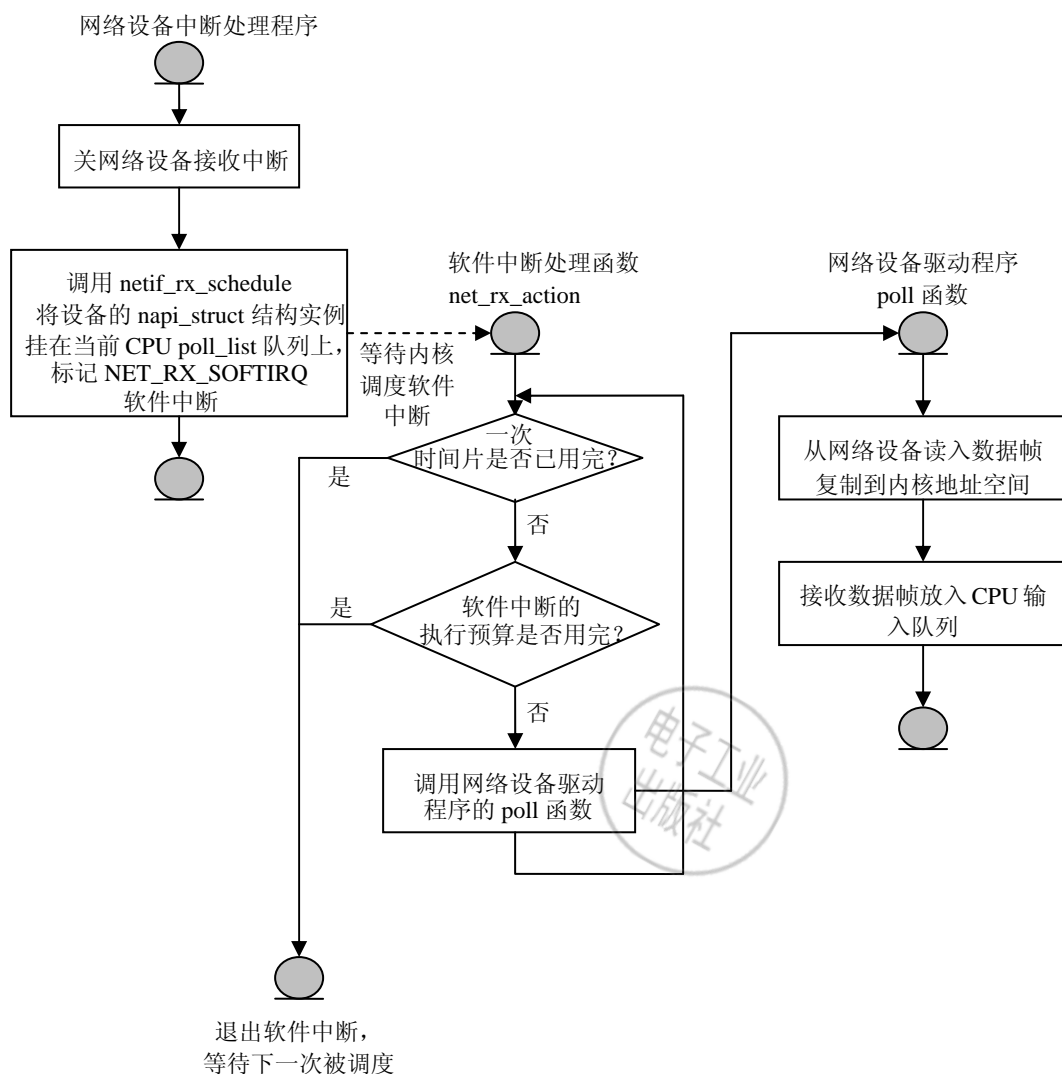 网络设备中断处理程序
关网络设备接收中断
调用 netif_rx_schedule
将设备的 napi_struct 结构实例
挂在当前 CPU poll_list 队列上，
标记 NET_RX_SOFTIRQ
软件中断
等待内核
调度软件
中断
软件中断处理函数
net_rx_action
一次
时间片是否已用完？
是
否
软件中断的
执行预算是否用完？
是
否
调用网络设备驱动
程序的 poll 函数
退出软件中断，
等待下一次被调度
网络设备驱动程序
poll 函数
从网络设备读入数据帧
复制到内核地址空间
接收数据帧放入 CPU 输
入队列
电子工业
出版社